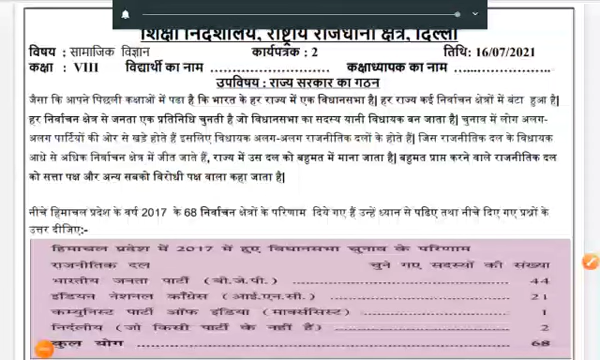 शिक्षा निदेशालय, राष्ट्रीय राजधानी क्षेत्र, दिल्ली
विषय : सामाजिक विज्ञान कार्यपत्रक : 2 तिथि: 16/07/2021
कक्षा : VIII विद्यार्थी का नाम ........................ कक्षाध्यापक का नाम ........................
उपविषय : राज्य सरकार का गठन
जैसा कि आपने पिछली कक्षाओं में पडा है कि भारत के हर राज्य में एक विधानसभा है| हर राज्य कई निर्वाचन क्षेत्रों में बंटा हुआ है|
हर निर्वाचन क्षेत्र से जनता एक प्रतिनिधि चुनती है जो विधानसभा का सदस्य यानी विधायक बन जाता है| चुनाव में लोग अलग-
अलग पार्टियों की ओर से खड़े होते हैं इसलिए विधायक अलग-अलग राजनीतिक दलों के होते हैं| जिस राजनीतिक दल के विधायक
आधे से अधिक निर्वाचन क्षेत्र में जीत जाते हैं, राज्य में उस दल को बहुमत में माना जाता है| बहुमत प्राप्त करने वाले राजनीतिक दल
को सत्ता पक्ष और अन्य सबको विरोधी पक्ष वाला कहा जाता है|
नीचे हिमाचल प्रदेश के वर्ष 2017 के 68 निर्वाचन क्षेत्रों के परिणाम दिये गए हैं उन्हें ध्यान से पढिए तथा नीचे दिए गए प्रश्नों के
उत्तर दीजिए:-
हिमाचल प्रदेश में 2017 में हुए विधानसभा चुनाव के परिणाम
राजनीतिक दल चुने गए सदस्यों की संख्या
भारतीय जनता पार्टी (बी.जे.पी.) ........................ 44
इंडियन नेशनल काँग्रेस (आई.एन.सी.) ........................ 21
कम्युनिस्ट पार्टी ऑफ इंडिया (मार्क्ससिस्ट) ........................ 1
निर्दलीय (जो किसी पार्टी के नहीं हैं) ........................ 2
कुल योग ........................ 68